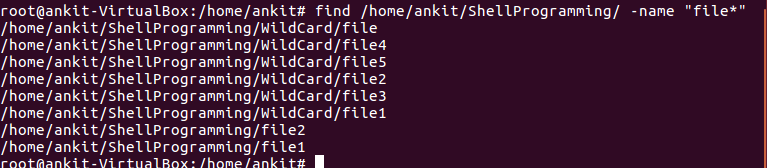 root@ankit-VirtualBox:/home/ankit# find /home/ankit/ShellProgramming/ -name "file*"
/home/ankit/ShellProgramming/WildCard/file
/home/ankit/ShellProgramming/WildCard/file4
/home/ankit/ShellProgramming/WildCard/file5
/home/ankit/ShellProgramming/WildCard/file2
/home/ankit/ShellProgramming/WildCard/file3
/home/ankit/ShellProgramming/WildCard/file1
/home/ankit/ShellProgramming/file2
/home/ankit/ShellProgramming/file1
root@ankit-VirtualBox:/home/ankit#